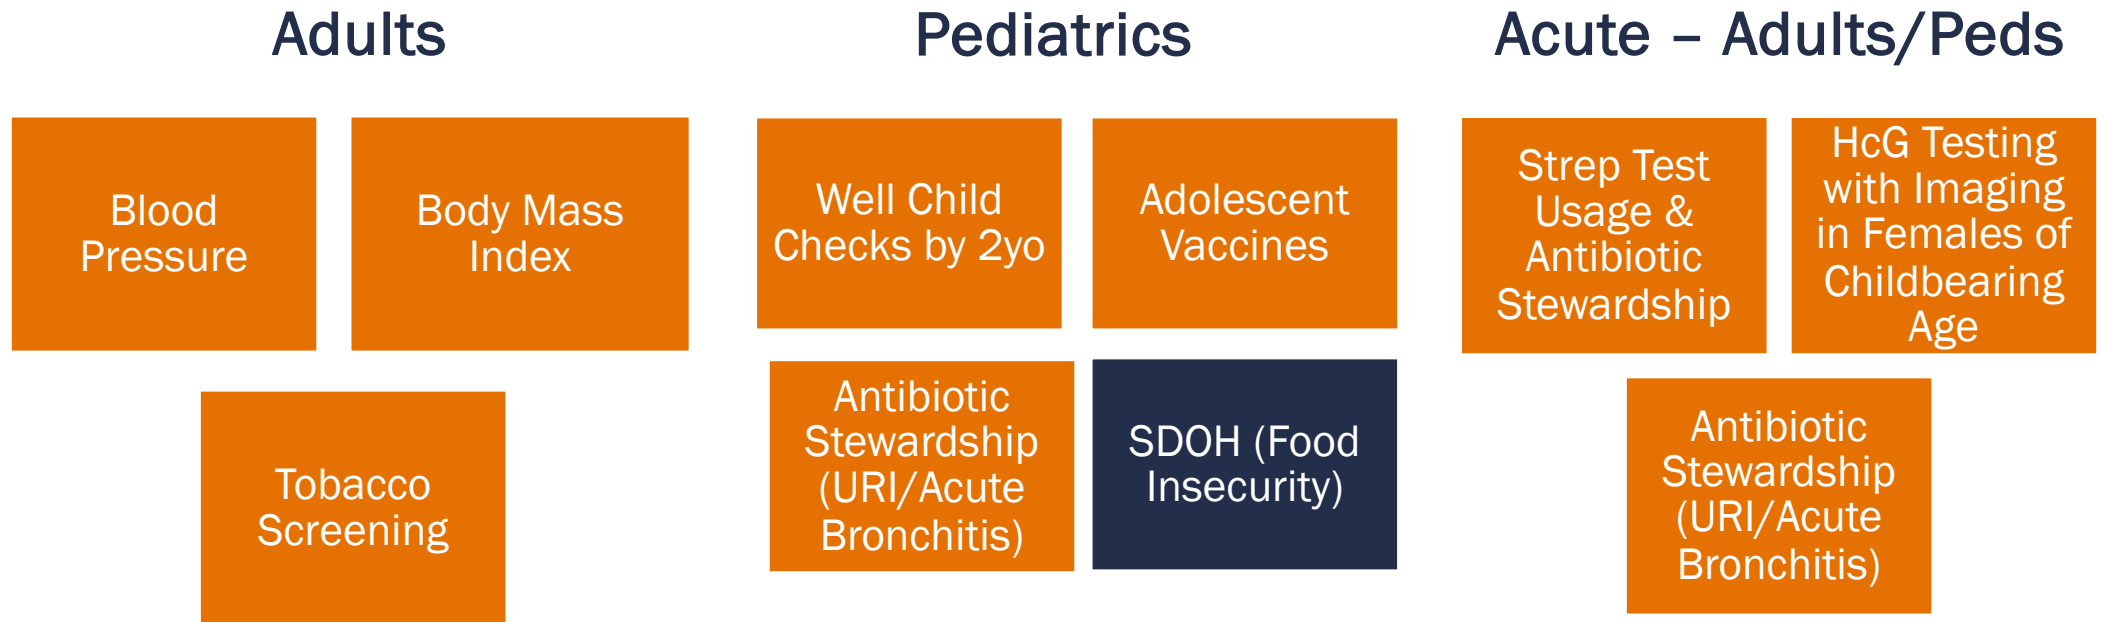 Adults
Blood
Pressure
Body Mass
Index
Tobacco
Screening
Pediatrics
Well Child
Checks by 2yo
Adolescent
Vaccines
Antibiotic
Stewardship
(URI/Acute
Bronchitis)
SDOH (Food
Insecurity)
Acute – Adults/Peds
Strep Test
Usage &
Antibiotic
Stewardship
HcG Testing
with Imaging
in Females of
Childbearing
Age
Antibiotic
Stewardship
(URI/Acute
Bronchitis)